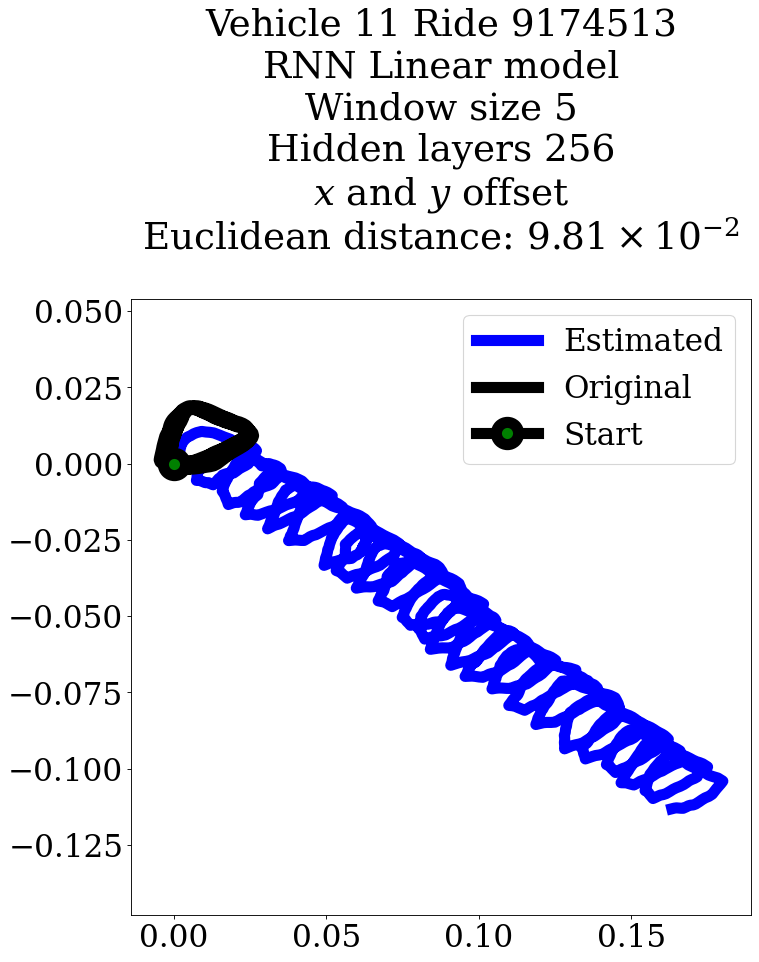 Vehicle 11 Ride 9174513
RNN Linear model
Window size 5
Hidden layers 256
x and y offset
Euclidean distance: 9.81 × 10⁻²
Estimated
Original
Start
0.050
0.025
0.000
−0.025
−0.050
−0.075
−0.100
−0.125
0.00 0.05 0.10 0.15